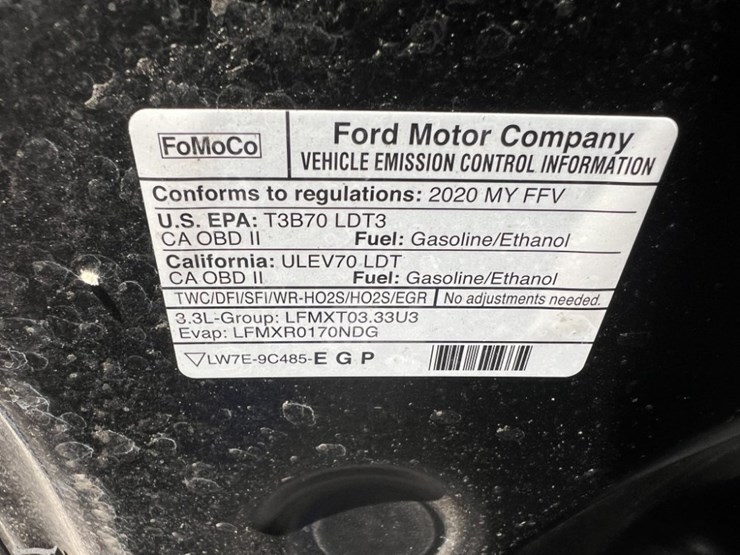 FoMoCo
Ford Motor Company
VEHICLE EMISSION CONTROL INFORMATION
Conforms to regulations: 2020 MY FFV
U.S. EPA: T3B70 LDT3
CA OBD II Fuel: Gasoline/Ethanol
California: ULEV70 LDT
CA OBD II Fuel: Gasoline/Ethanol
TWC/DFI/SFI/WR-HO2S/HO2S/EGR No adjustments needed.
3.3L-Group: LFMXT03.33U3
Evap: LFMXR0170NDG
▽LW7E-9C485-E G P